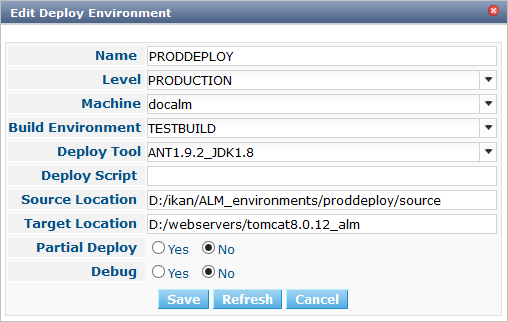 Edit Deploy Environment
Name PRODDEPLOY
Level PRODUCTION
Machine docalm
Build Environment TESTBUILD
Deploy Tool ANT1.9.2_JDK1.8
Deploy Script
Source Location D:/ikan/ALM_environments/proddeploy/source
Target Location D:/webservers/tomcat8.0.12_alm
Partial Deploy Yes No
Debug Yes No
Save Refresh Cancel